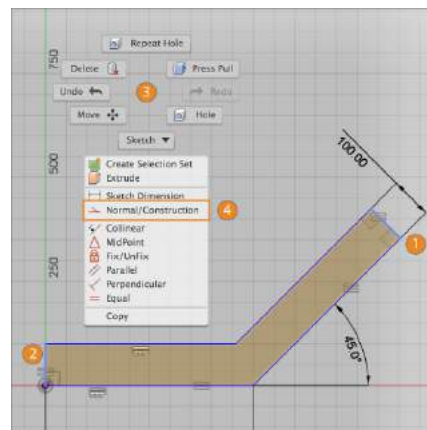 Repeat Hole
Delete
Press Pull
Undo
3
Redo
Move
Hole
Sketch
Create Selection Set
Extrude
Sketch Dimension
Normal/Construction
4
Collinear
MidPoint
Fix/UnFix
Parallel
Perpendicular
Equal
Copy
750
500
250
100.00
1
2
45.0°